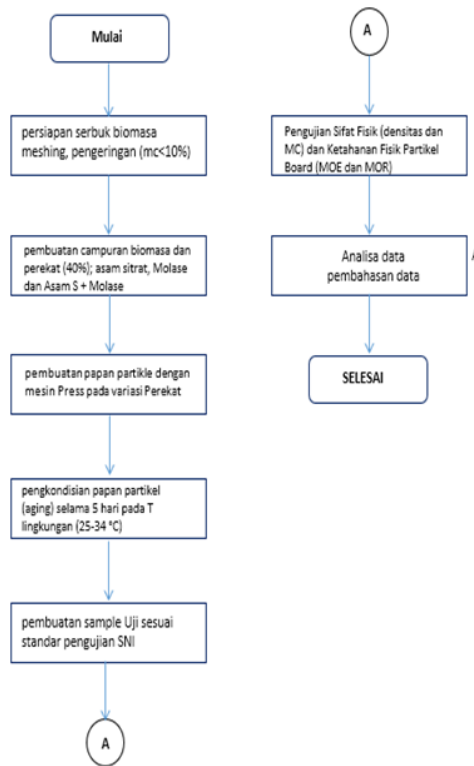 Mulai
persiapan serbuk biomasa
meshing, pengeringan (mc<10%)
pembuatan campuran biomasa dan
perekat (40%); asam sitrat, Molase
dan Asam S + Molase
pembuatan papan partikle dengan
mesin Press pada variasi Perekat
pengkondisian papan partikel
(aging) selama 5 hari pada T
lingkungan (25-34 °C)
pembuatan sample Uji sesuai
standar pengujian SNI
A
A
Pengujian Sifat Fisik (densitas dan
MC) dan Ketahanan Fisik Partikel
Board (MOE dan MOR)
Analisa data
pembahasan data
SELESAI